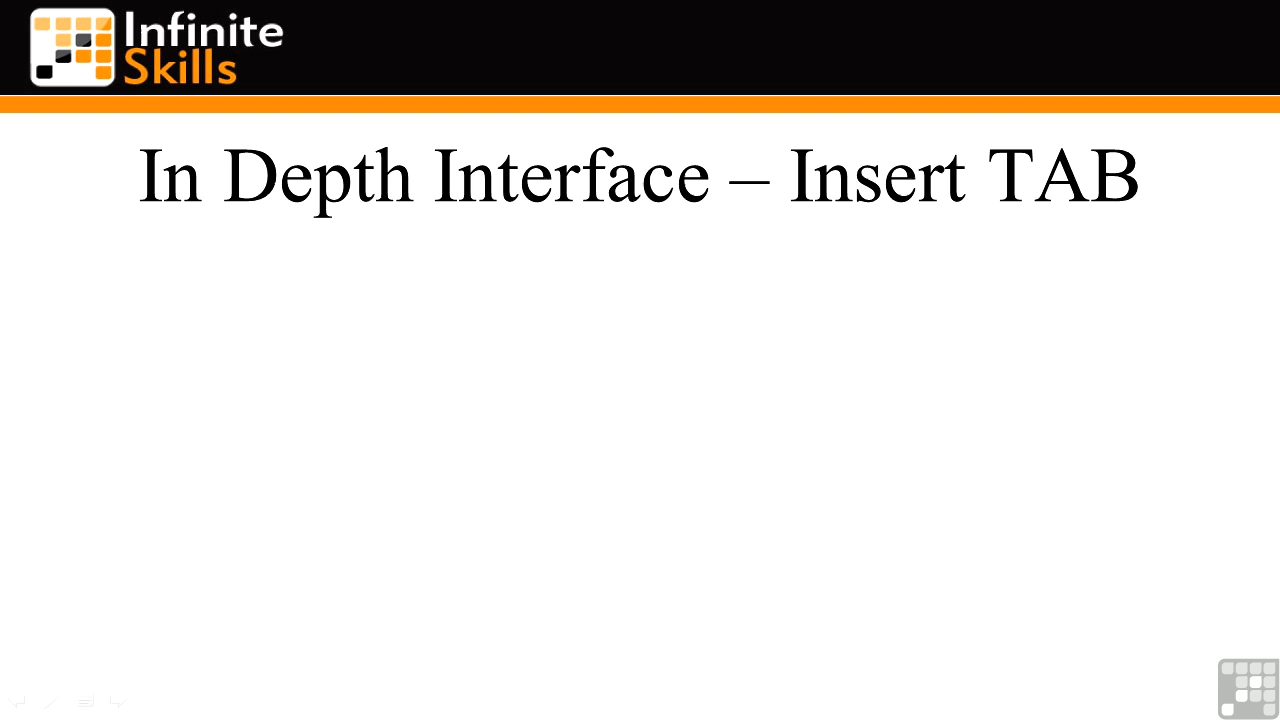 Infinite
Skills
In Depth Interface – Insert TAB